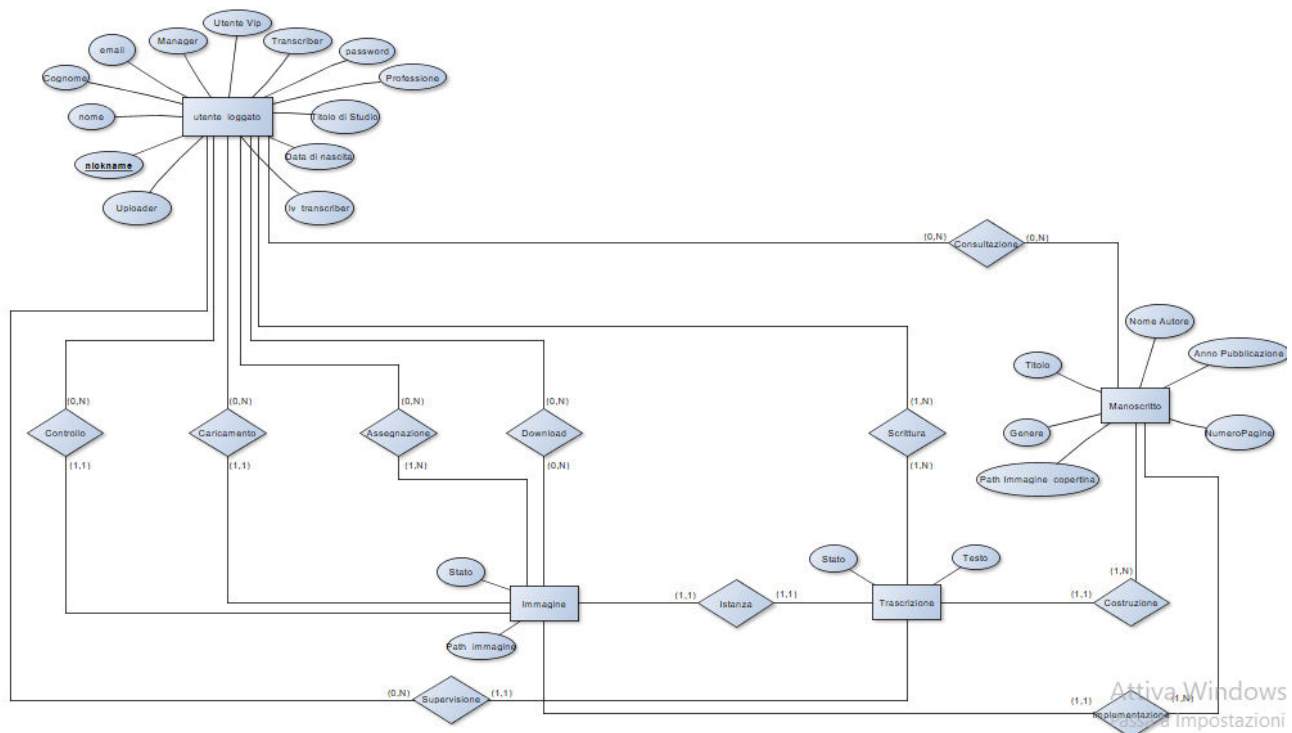 Utente Vip
Manager
Transcriber
email
password
Cognome
Professione
nome
utente loggato
Titolo di Studio
nickname
Data di nascita
Uploader
lv transcriber
(0,N)
Consultazione
(0,N)
Nome Autore
Anno Pubblicazione
Titolo
Manoscritto
Genere
NumeroPagine
Path Immagine copertina
(0,N)
(0,N)
(0,N)
(0,N)
(1,N)
Controllo
Caricamento
Assegnazione
Download
Scrittura
(1,1)
(1,1)
(1,N)
(0,N)
(1,N)
Stato
Stato
Testo
(1,N)
Immagine
(1,1)
Istanza
(1,1)
Trascrizione
(1,1)
Costruzione
Path immagine
(0,N)
Supervisione
(1,1)
(1,1)
Implementazione
(1,N)
Attiva Windows
Passa a Impostazioni